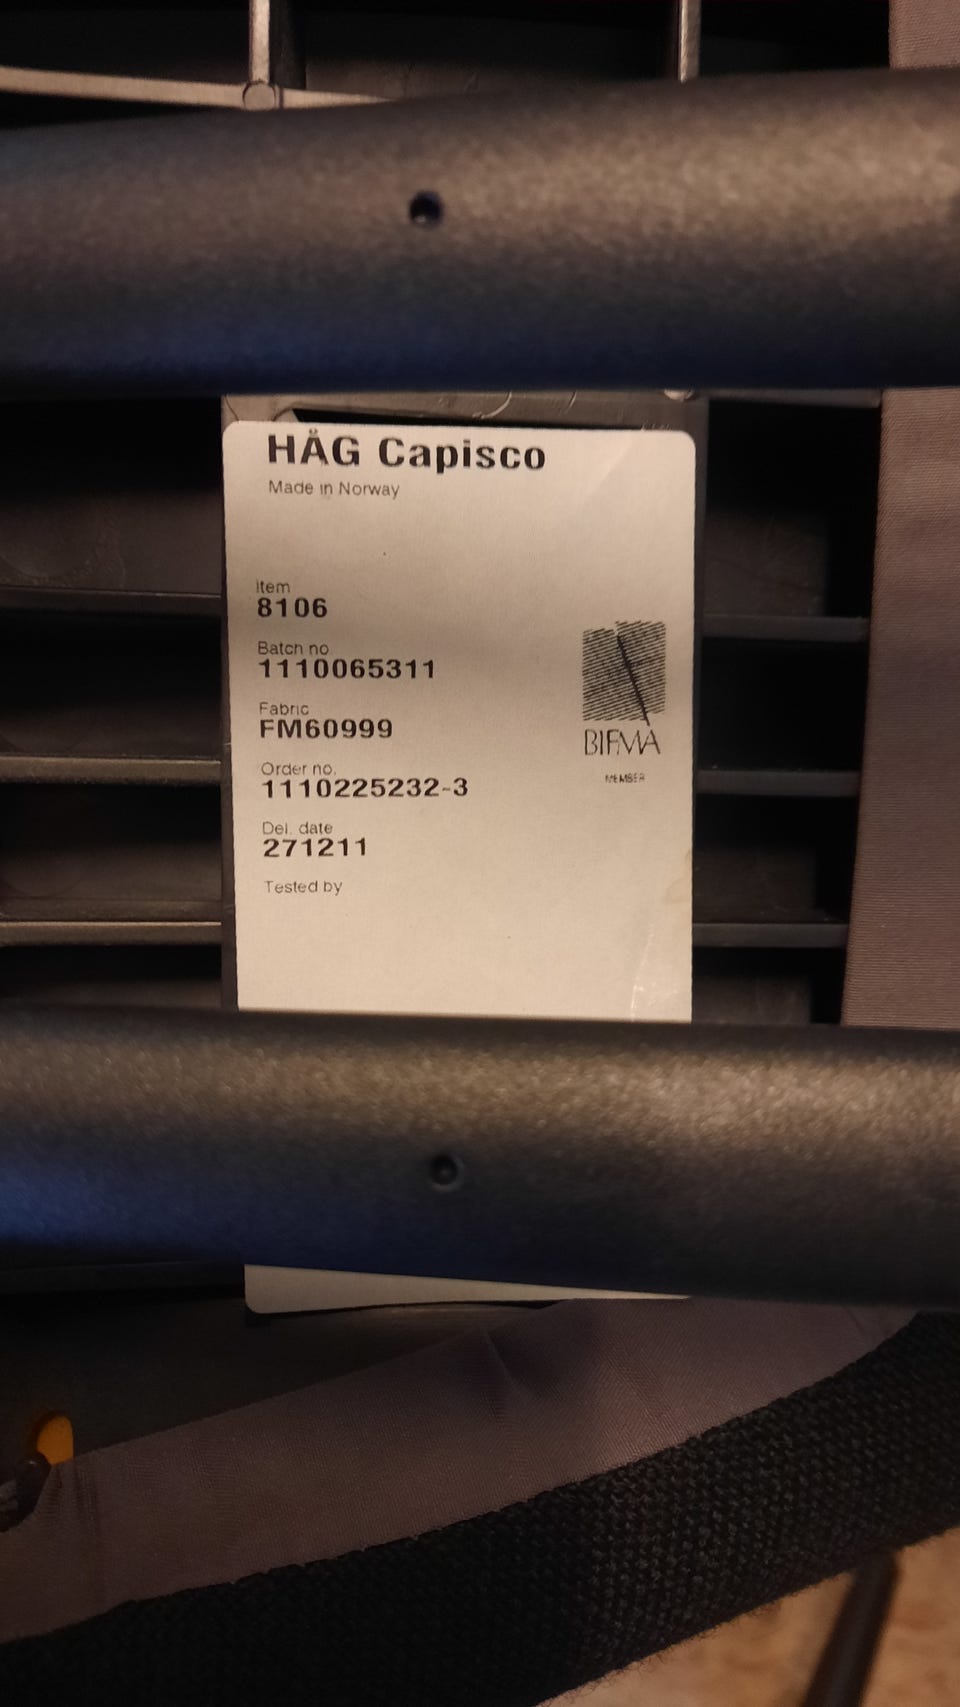 HÅG Capisco
Made in Norway
Item
8106
Batch no
1110065311
Fabric
FM60999
Order no.
1110225232-3
Del. date
271211
Tested by
BIFMA
MEMBER